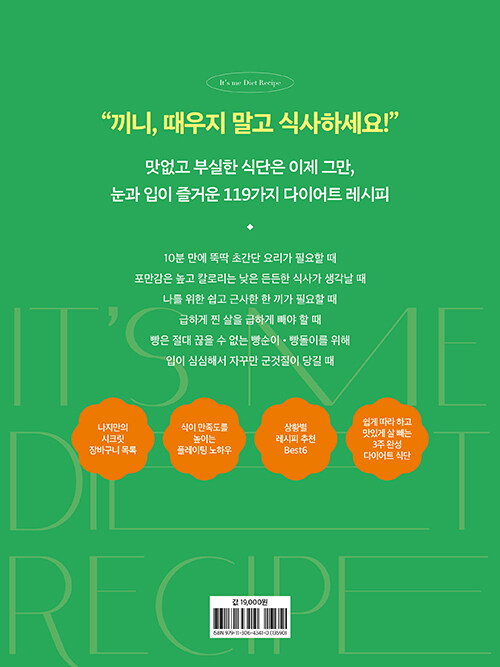 It's me Diet Recipe
“끼니, 때우지 말고 식사하세요!”
맛없고 부실한 식단은 이제 그만,
눈과 입이 즐거운 119가지 다이어트 레시피
10분 만에 뚝딱 초간단 요리가 필요할 때
포만감은 높고 칼로리는 낮은 든든한 식사가 생각날 때
나를 위한 쉽고 근사한 한 끼가 필요할 때
급하게 찐 살을 급하게 빼야 할 때
빵은 절대 끊을 수 없는 빵순이·빵돌이를 위해
입이 심심해서 자꾸만 군것질이 당길 때
IT'S ME
DIET
RECIPE
나지만의
시크릿
장바구니 목록
식이 만족도를
높이는
플레이팅 노하우
상황별
레시피 추천
Best6
쉽게 따라 하고
맛있게 살 빼는
3주 완성
다이어트 식단
값 19,000원
ISBN 979-11-306-4342-0 (13590)